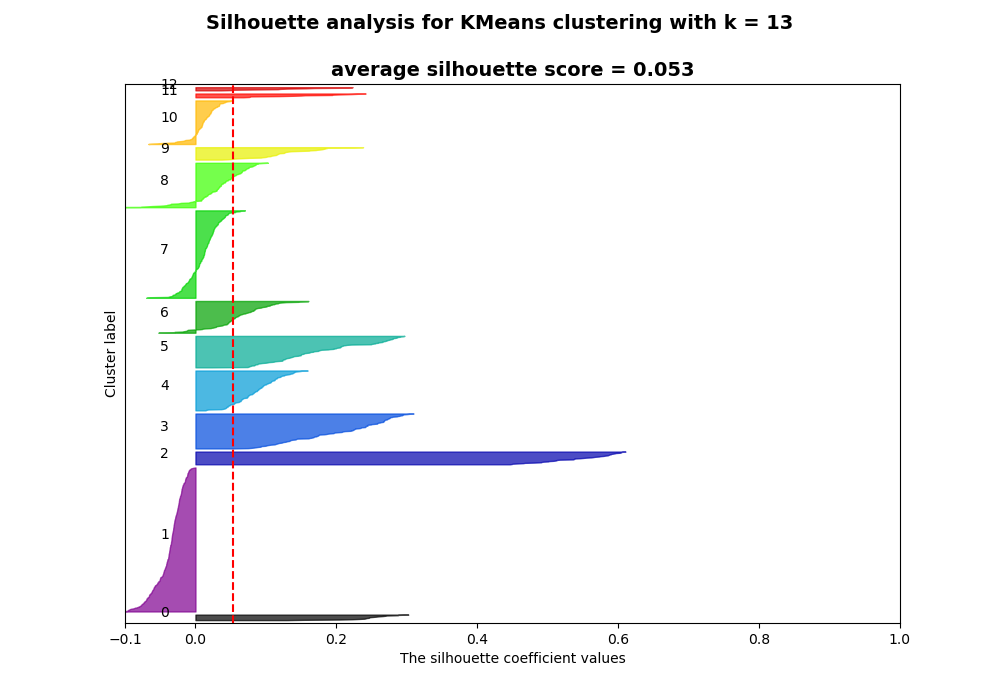 Silhouette analysis for KMeans clustering with k = 13
average silhouette score = 0.053
12
11
10
9
8
7
6
5
4
3
2
1
0
Cluster label
−0.1 0.0 0.2 0.4 0.6 0.8 1.0
The silhouette coefficient values